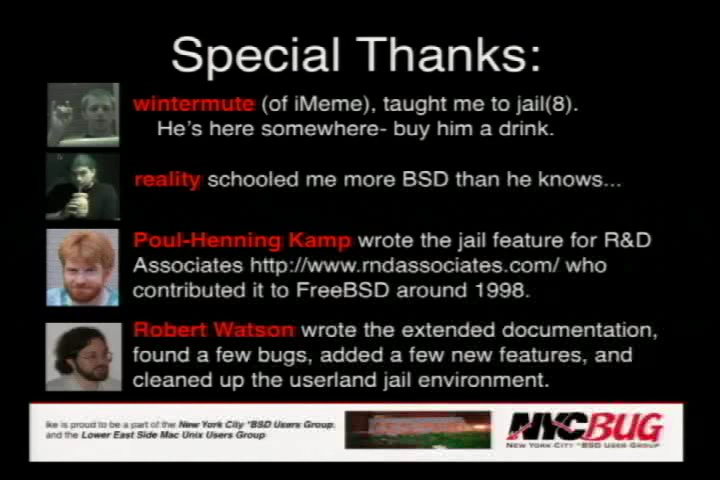 Special Thanks:
wintermute (of iMeme), taught me to jail(8).
He's here somewhere- buy him a drink.
reality schooled me more BSD than he knows...
Poul-Henning Kamp wrote the jail feature for R&D
Associates http://www.rndassociates.com/ who
contributed it to FreeBSD around 1998.
Robert Watson wrote the extended documentation,
found a few bugs, added a few new features, and
cleaned up the userland jail environment.
Ike is proud to be a part of the New York City *BSD Users Group,
and the Lower East Side Mac Unix Users Group
NYCBUG
New York City *BSD User Group